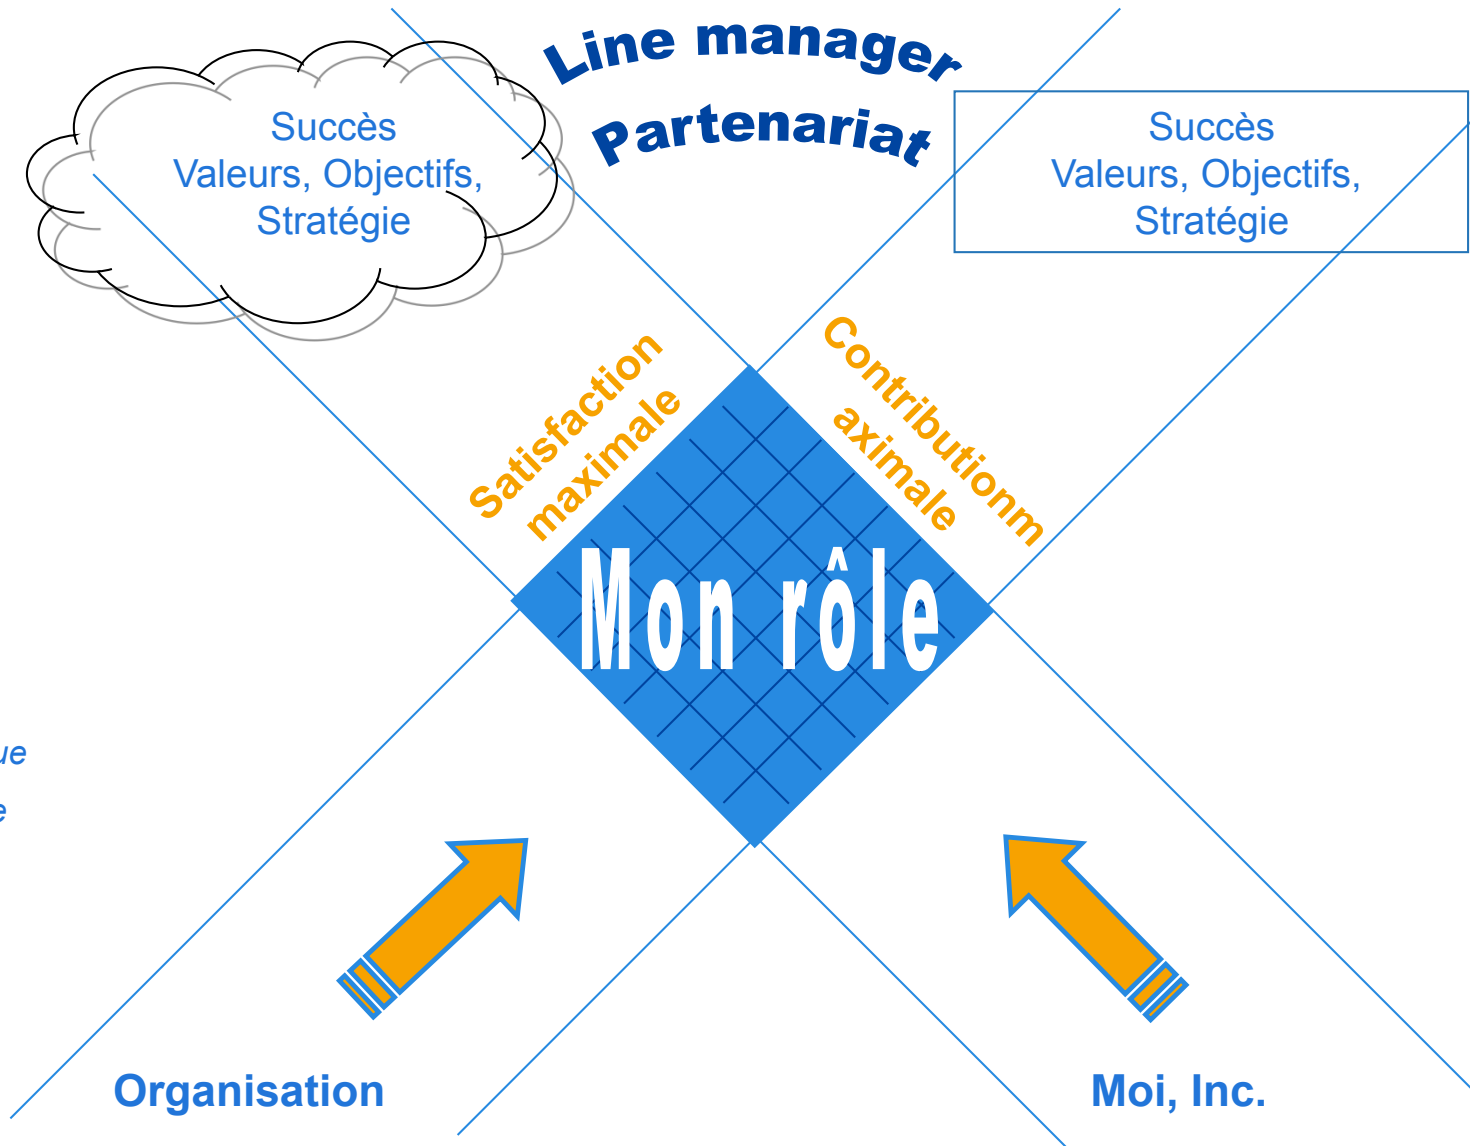 Line manager
Partenariat
Succès
Valeurs, Objectifs,
Stratégie
Succès
Valeurs, Objectifs,
Stratégie
Satisfaction
maximale
Contributionm
aximale
Mon rôle
Organisation
Moi, Inc.